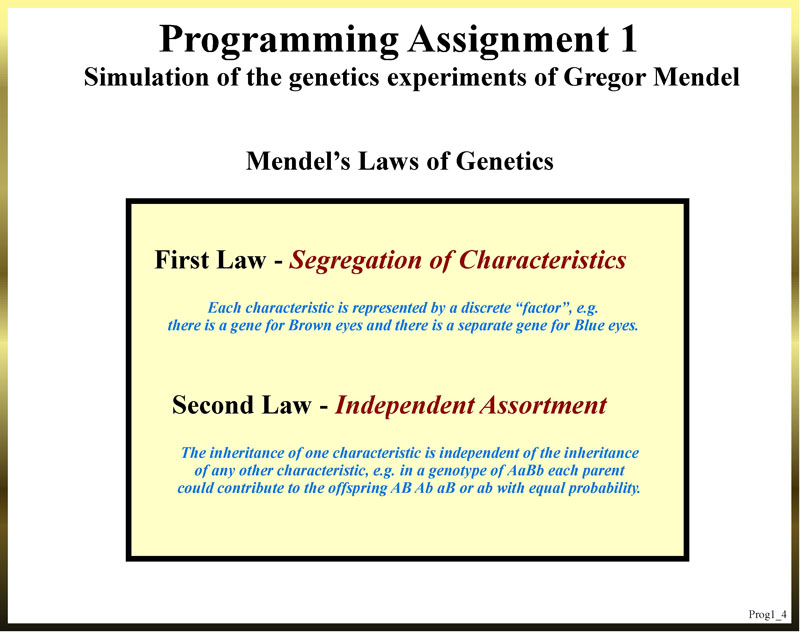 Programming Assignment 1
Simulation of the genetics experiments of Gregor Mendel
Mendel’s Laws of Genetics
First Law - Segregation of Characteristics
Each characteristic is represented by a discrete “factor”, e.g.
there is a gene for Brown eyes and there is a separate gene for Blue eyes.
Second Law - Independent Assortment
The inheritance of one characteristic is independent of the inheritance
of any other characteristic, e.g. in a genotype of AaBb each parent
could contribute to the offspring AB Ab aB or ab with equal probability.
Prog1_4